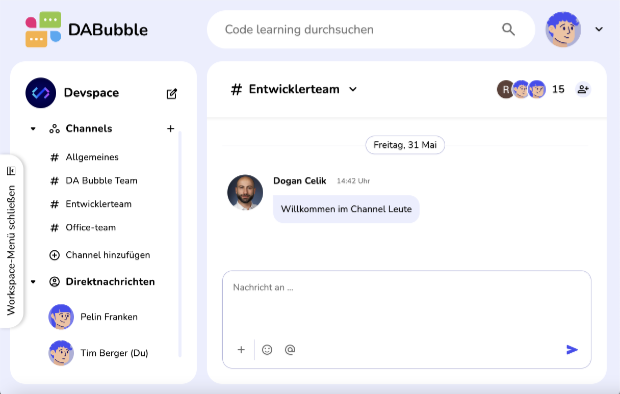 DABubble
Code learning durchsuchen
Devspace
Channels
# Allgemeines
# DA Bubble Team
# Entwicklerteam
# Office-team
Channel hinzufügen
Direktnachrichten
Pelin Franken
Tim Berger (Du)
Workspace-Menü schließen
# Entwicklerteam
R
15
Freitag, 31 Mai
Dogan Celik 14:42 Uhr
Willkommen im Channel Leute
Nachricht an ...
+ @